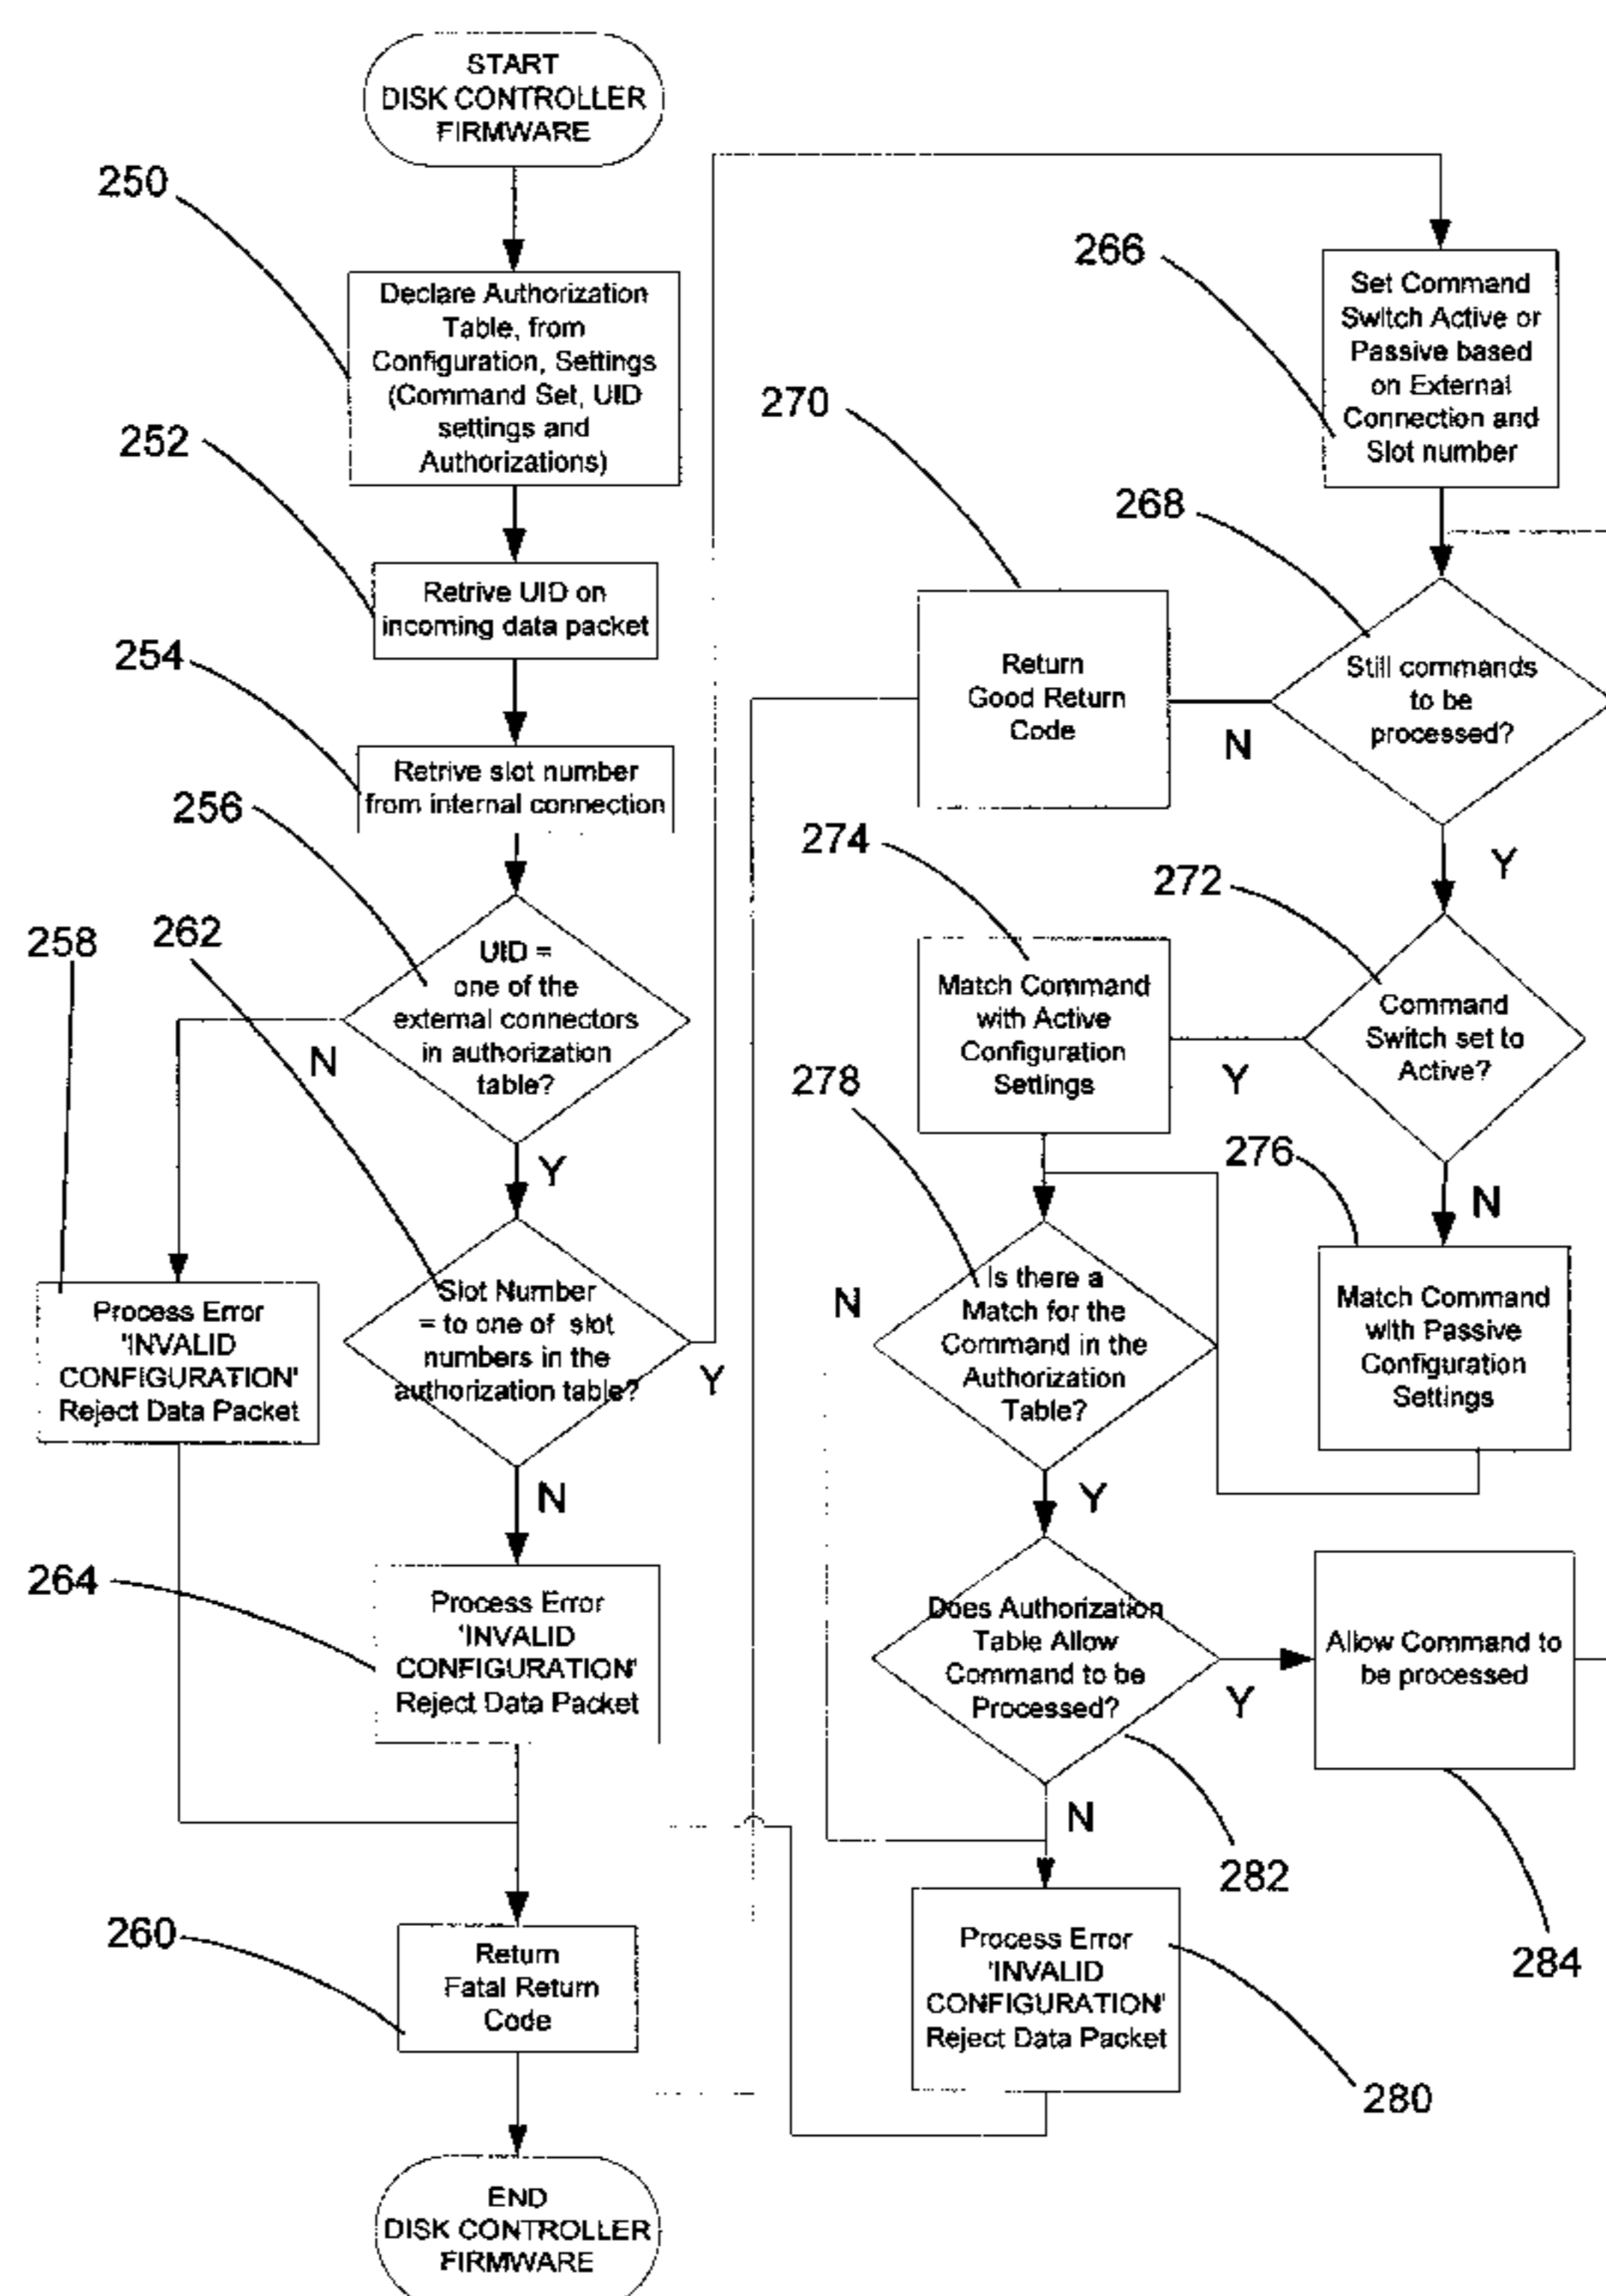 START
DISK CONTROLLER
FIRMWARE
250
Declare Authorization
Table, from
Configuration, Settings
(Command Set, UID
settings and
Authorizations)
252
Retrive UID on
incoming data packet
254
Retrive slot number
from internal connection
256
UID =
one of the
external connectors
in authorization
table?
N
Y
258
Process Error
'INVALID
CONFIGURATION'
Reject Data Packet
262
Slot Number
= to one of slot
numbers in the
authorization table?
Y
N
264
Process Error
'INVALID
CONFIGURATION'
Reject Data Packet
260
Return
Fatal Return
Code
END
DISK CONTROLLER
FIRMWARE
266
Set Command
Switch Active or
Passive based
on External
Connection and
Slot number
268
Still commands
to be
processed?
N
Y
270
Return
Good Return
Code
272
Command
Switch set to
Active?
Y
N
274
Match Command
with Active
Configuration
Settings
276
Match Command
with Passive
Configuration
Settings
278
Is there a
Match for the
Command in the
Authorization
Table?
N
Y
Does Authorization
Table Allow
Command to be
Processed?
Y
N
282
Allow Command to
be processed
284
Process Error
'INVALID
CONFIGURATION'
Reject Data Packet
280